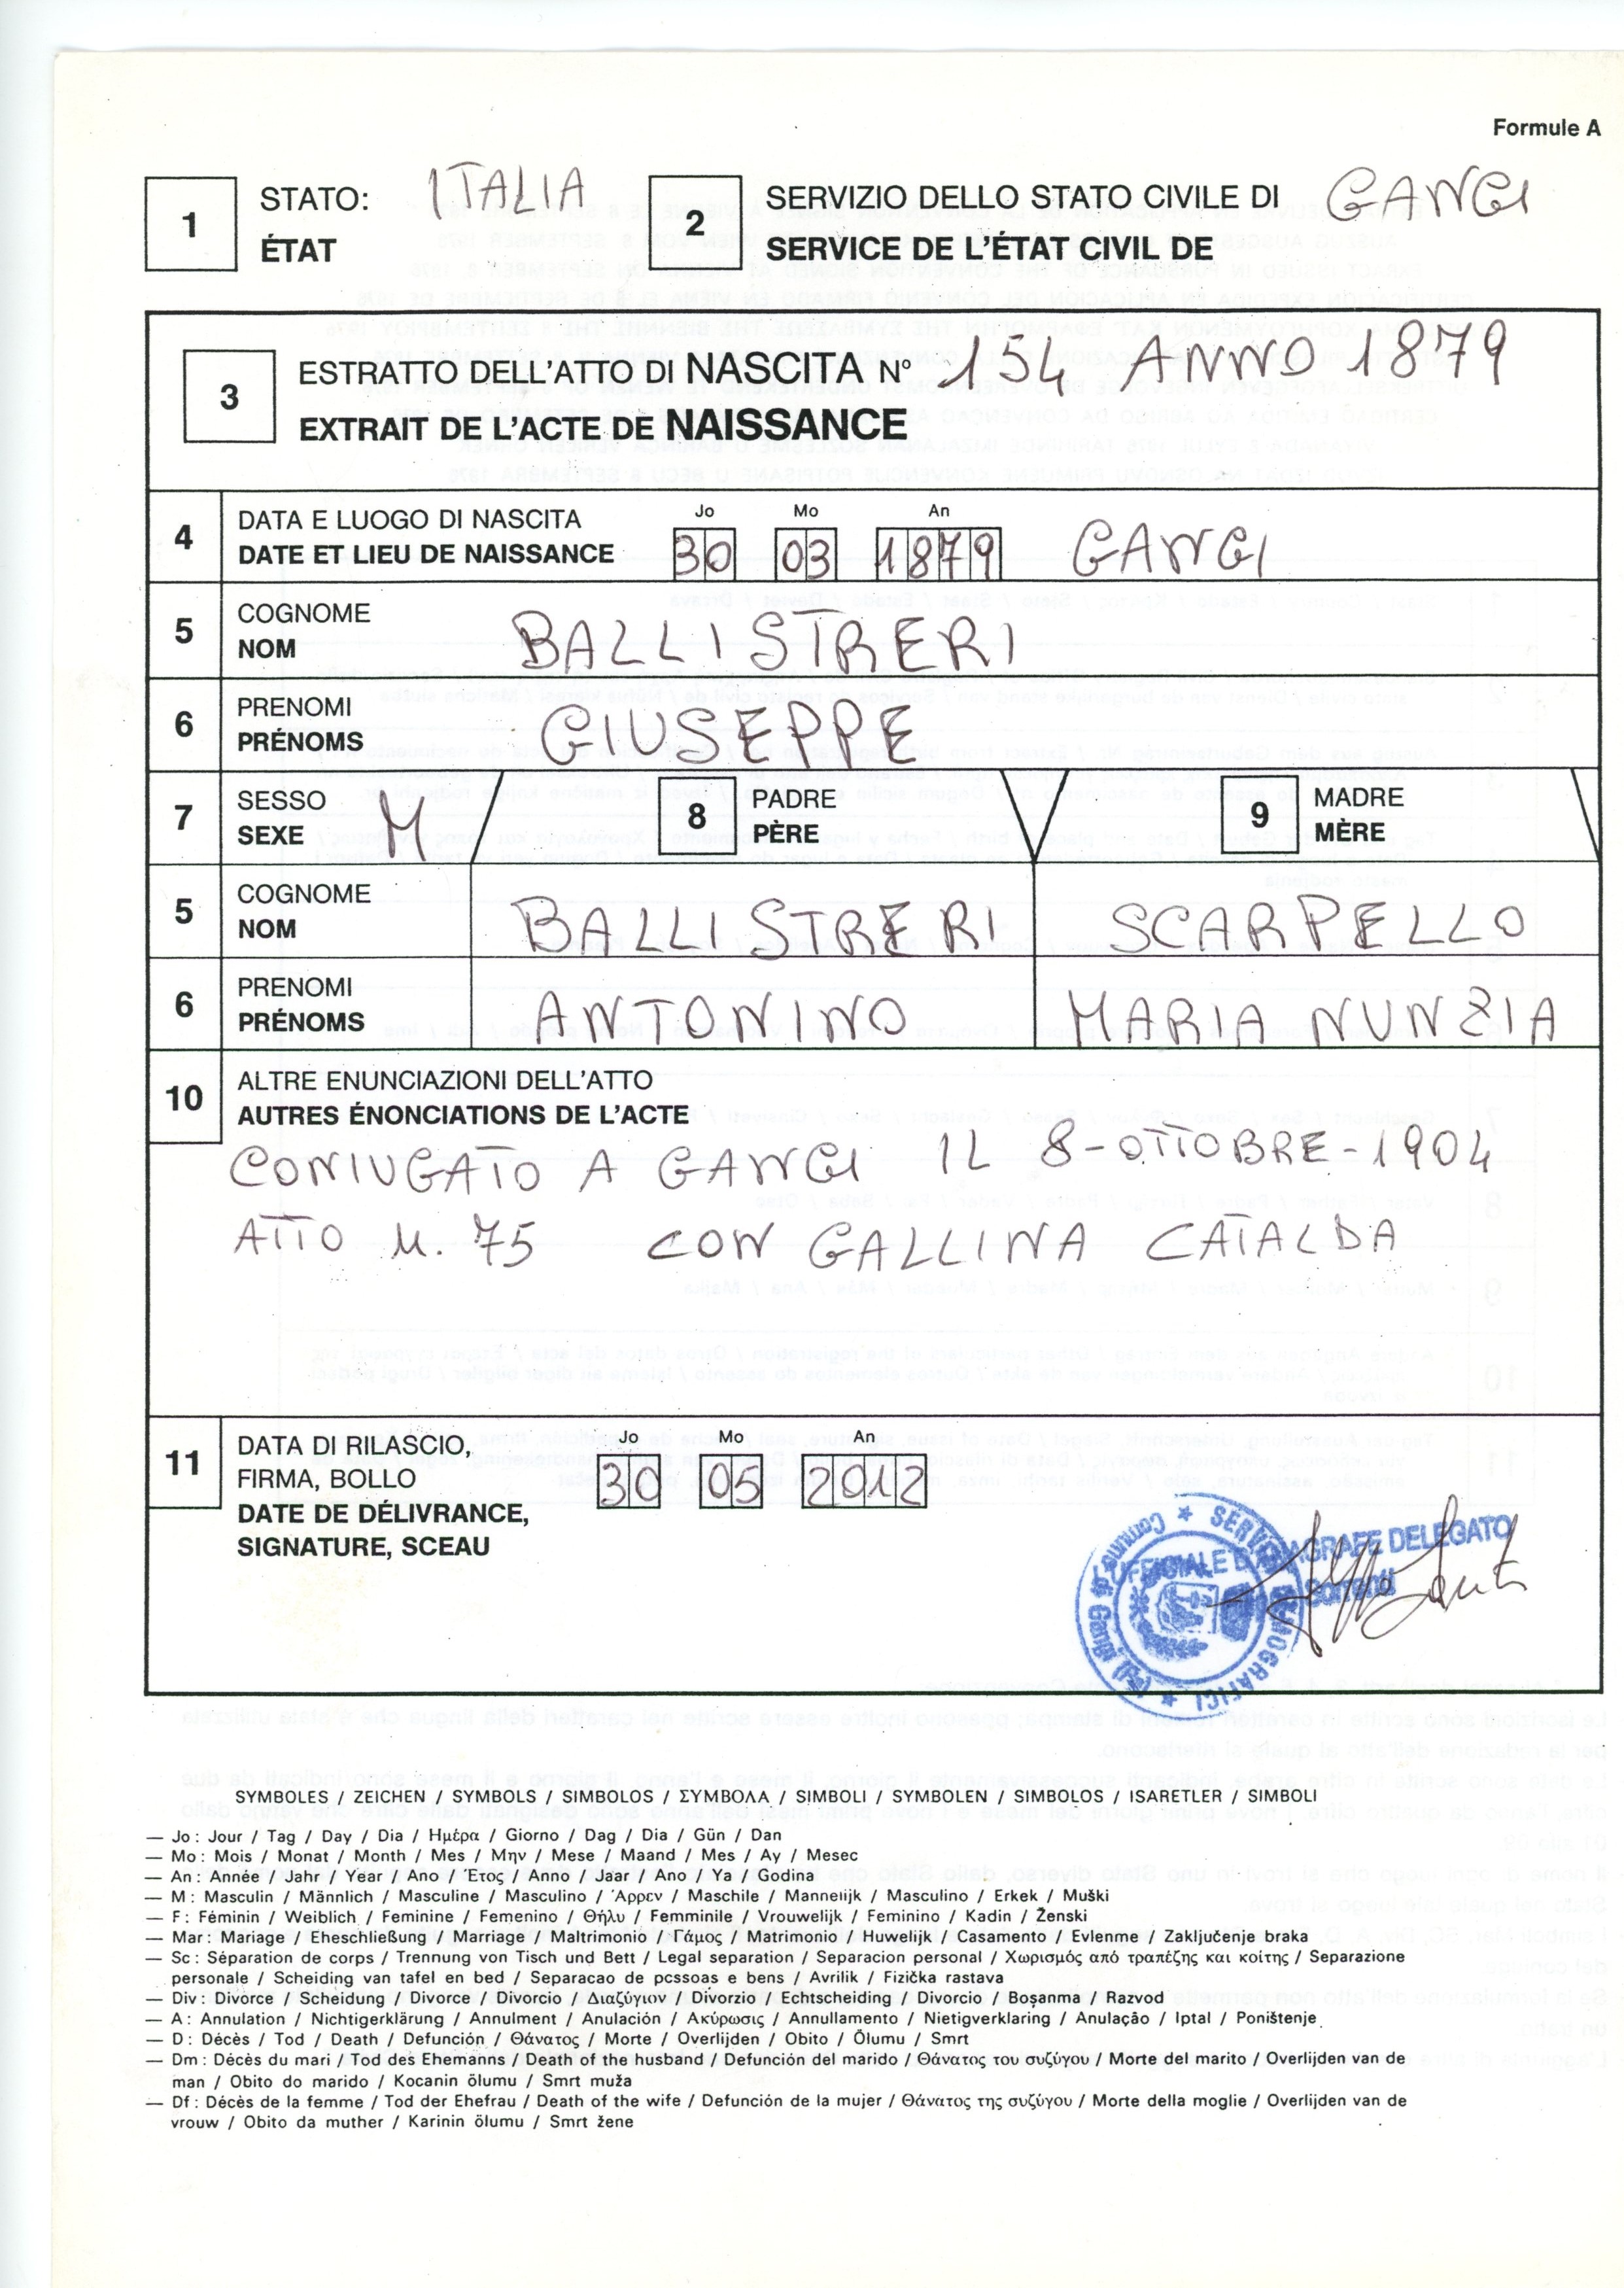 Formule A
1 STATO: ITALIA 2 SERVIZIO DELLO STATO CIVILE DI GANGI
ÉTAT SERVICE DE L'ÉTAT CIVIL DE
3 ESTRATTO DELL'ATTO DI NASCITA N° 154 ANNO 1879
EXTRAIT DE L'ACTE DE NAISSANCE
Jo Mo An
4 DATA E LUOGO DI NASCITA
DATE ET LIEU DE NAISSANCE 30 03 1879 GANGI
5 COGNOME
NOM BALLISTRERI
6 PRENOMI
PRÉNOMS GIUSEPPE
7 SESSO M 8 PADRE 9 MADRE
SEXE PÈRE MÈRE
5 COGNOME
NOM BALLISTRERI SCARPELLO
6 PRENOMI
PRÉNOMS ANTONINO MARIA NUNZIA
10 ALTRE ENUNCIAZIONI DELL'ATTO
AUTRES ÉNONCIATIONS DE L'ACTE
CONIUGATO A GANGI IL 8-OTTOBRE-1904
ATTO N. 75 CON GALLINA CATALDA
11 DATA DI RILASCIO, Jo Mo An
FIRMA, BOLLO 30 05 2012
DATE DE DÉLIVRANCE,
SIGNATURE, SCEAU
UFFICIALE D'ANAGRAFE DELEGATO
Comune di Gangi (Pa)
SYMBOLES / ZEICHEN / SYMBOLS / SIMBOLOS / ΣΥΜΒΟΛΑ / SIMBOLI / SYMBOLEN / SIMBOLOS / ISARETLER / SIMBOLI
— Jo : Jour / Tag / Day / Dia / Ημέρα / Giorno / Dag / Dia / Gün / Dan
— Mo : Mois / Monat / Month / Mes / Μην / Mese / Maand / Mes / Ay / Mesec
— An : Année / Jahr / Year / Ano / Έτος / Anno / Jaar / Ano / Ya / Godina
— M : Masculin / Männlich / Masculine / Masculino / Άρρεν / Maschile / Mannelijk / Masculino / Erkek / Muški
— F : Féminin / Weiblich / Feminine / Femenino / Θήλυ / Femminile / Vrouwelijk / Feminino / Kadin / Ženski
— Mar : Mariage / Eheschließung / Marriage / Maltrimonio / Γάμος / Matrimonio / Huwelijk / Casamento / Evlenme / Zaključenje braka
— Sc : Séparation de corps / Trennung von Tisch und Bett / Legal separation / Separacion personal / Χωρισμός από τραπέζης και κοίτης / Separazione
personale / Scheiding van tafel en bed / Separacao de pcssoas e bens / Avrilik / Fizička rastava
— Div : Divorce / Scheidung / Divorce / Divorcio / Διαζύγιον / Divorzio / Echtscheiding / Divorcio / Boşanma / Razvod
— A : Annulation / Nichtigerklärung / Annulment / Anulación / Ακύρωσις / Annullamento / Nietigverklaring / Anulação / Iptal / Poništenje
— D : Décès / Tod / Death / Defunción / Θάνατος / Morte / Overlijden / Obito / Ölumu / Smrt
— Dm : Décès du mari / Tod des Ehemanns / Death of the husband / Defunción del marido / Θάνατος του συζύγου / Morte del marito / Overlijden van de
man / Obito do marido / Kocanin ölumu / Smrt muža
— Df : Décès de la femme / Tod der Ehefrau / Death of the wife / Defunción de la mujer / Θάνατος της συζύγου / Morte della moglie / Overlijden van de
vrouw / Obito da muther / Karinin ölumu / Smrt žene